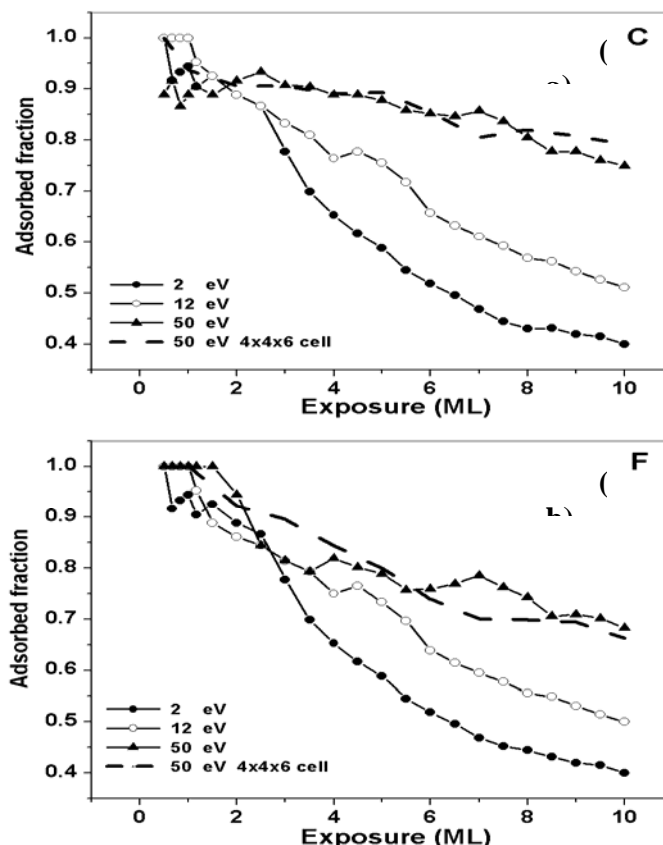 C
(
1.0
0.9
0.8
0.7
0.6
0.5
0.4
Adsorbed fraction
2 eV
12 eV
50 eV
50 eV 4x4x6 cell
0 2 4 6 8 10
Exposure (ML)
F
(
b)
1.0
0.9
0.8
0.7
0.6
0.5
0.4
Adsorbed fraction
2 eV
12 eV
50 eV
50 eV 4x4x6 cell
0 2 4 6 8 10
Exposure (ML)